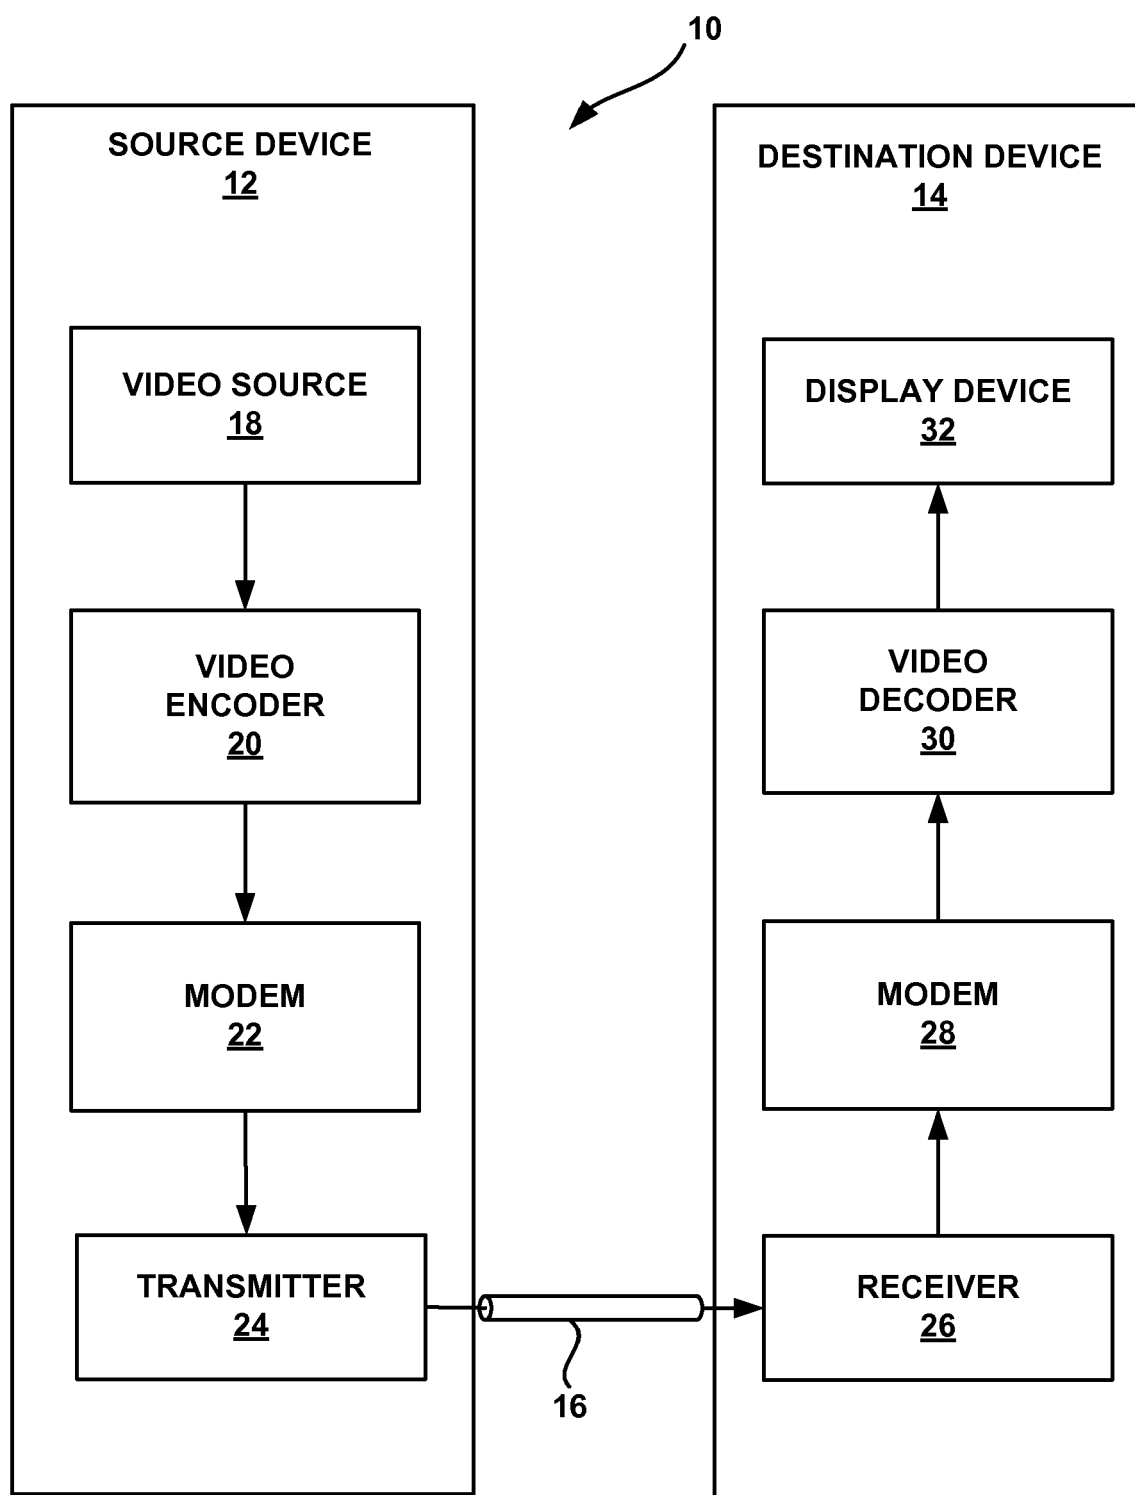 10
SOURCE DEVICE
12
VIDEO SOURCE
18
VIDEO
ENCODER
20
MODEM
22
TRANSMITTER
24
16
DESTINATION DEVICE
14
DISPLAY DEVICE
32
VIDEO
DECODER
30
MODEM
28
RECEIVER
26